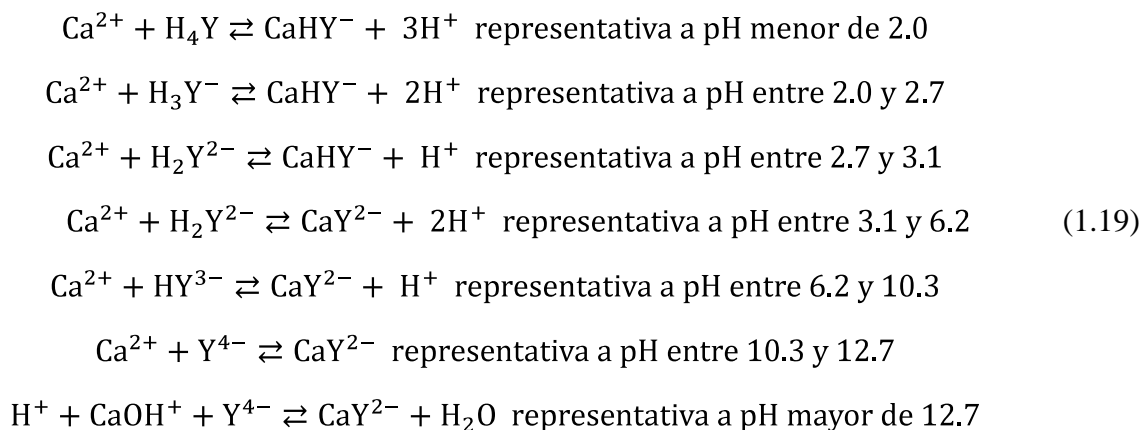 Ca²⁺ + H₄Y ⇄ CaHY⁻ + 3H⁺ representativa a pH menor de 2.0
Ca²⁺ + H₃Y⁻ ⇄ CaHY⁻ + 2H⁺ representativa a pH entre 2.0 y 2.7
Ca²⁺ + H₂Y²⁻ ⇄ CaHY⁻ + H⁺ representativa a pH entre 2.7 y 3.1
Ca²⁺ + H₂Y²⁻ ⇄ CaY²⁻ + 2H⁺ representativa a pH entre 3.1 y 6.2 (1.19)
Ca²⁺ + HY³⁻ ⇄ CaY²⁻ + H⁺ representativa a pH entre 6.2 y 10.3
Ca²⁺ + Y⁴⁻ ⇄ CaY²⁻ representativa a pH entre 10.3 y 12.7
H⁺ + CaOH⁺ + Y⁴⁻ ⇄ CaY²⁻ + H₂O representativa a pH mayor de 12.7